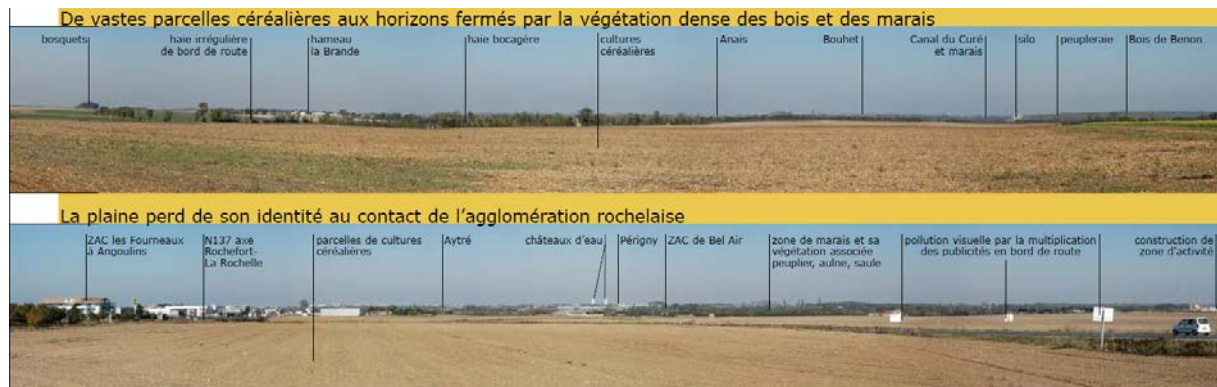 De vastes parcelles céréalières aux horizons fermés par la végétation dense des bois et des marais
bosquets
haie irrégulière
de bord de route
hameau
la Brande
haie bocagère
cultures
céréalières
Anais
Bouhet
Canal du Curé
et marais
silo
peupleraie
Bois de Benon
La plaine perd de son identité au contact de l'agglomération rochelaise
ZAC les Fourneaux
à Angoulins
N137 axe
Rochefort-
La Rochelle
parcelles de cultures
céréalières
Aytré
châteaux d'eau
Périgny
ZAC de Bel Air
zone de marais et sa
végétation associée
peuplier, aulne, saule
pollution visuelle par la multiplication
des publicités en bord de route
construction de
zone d'activité